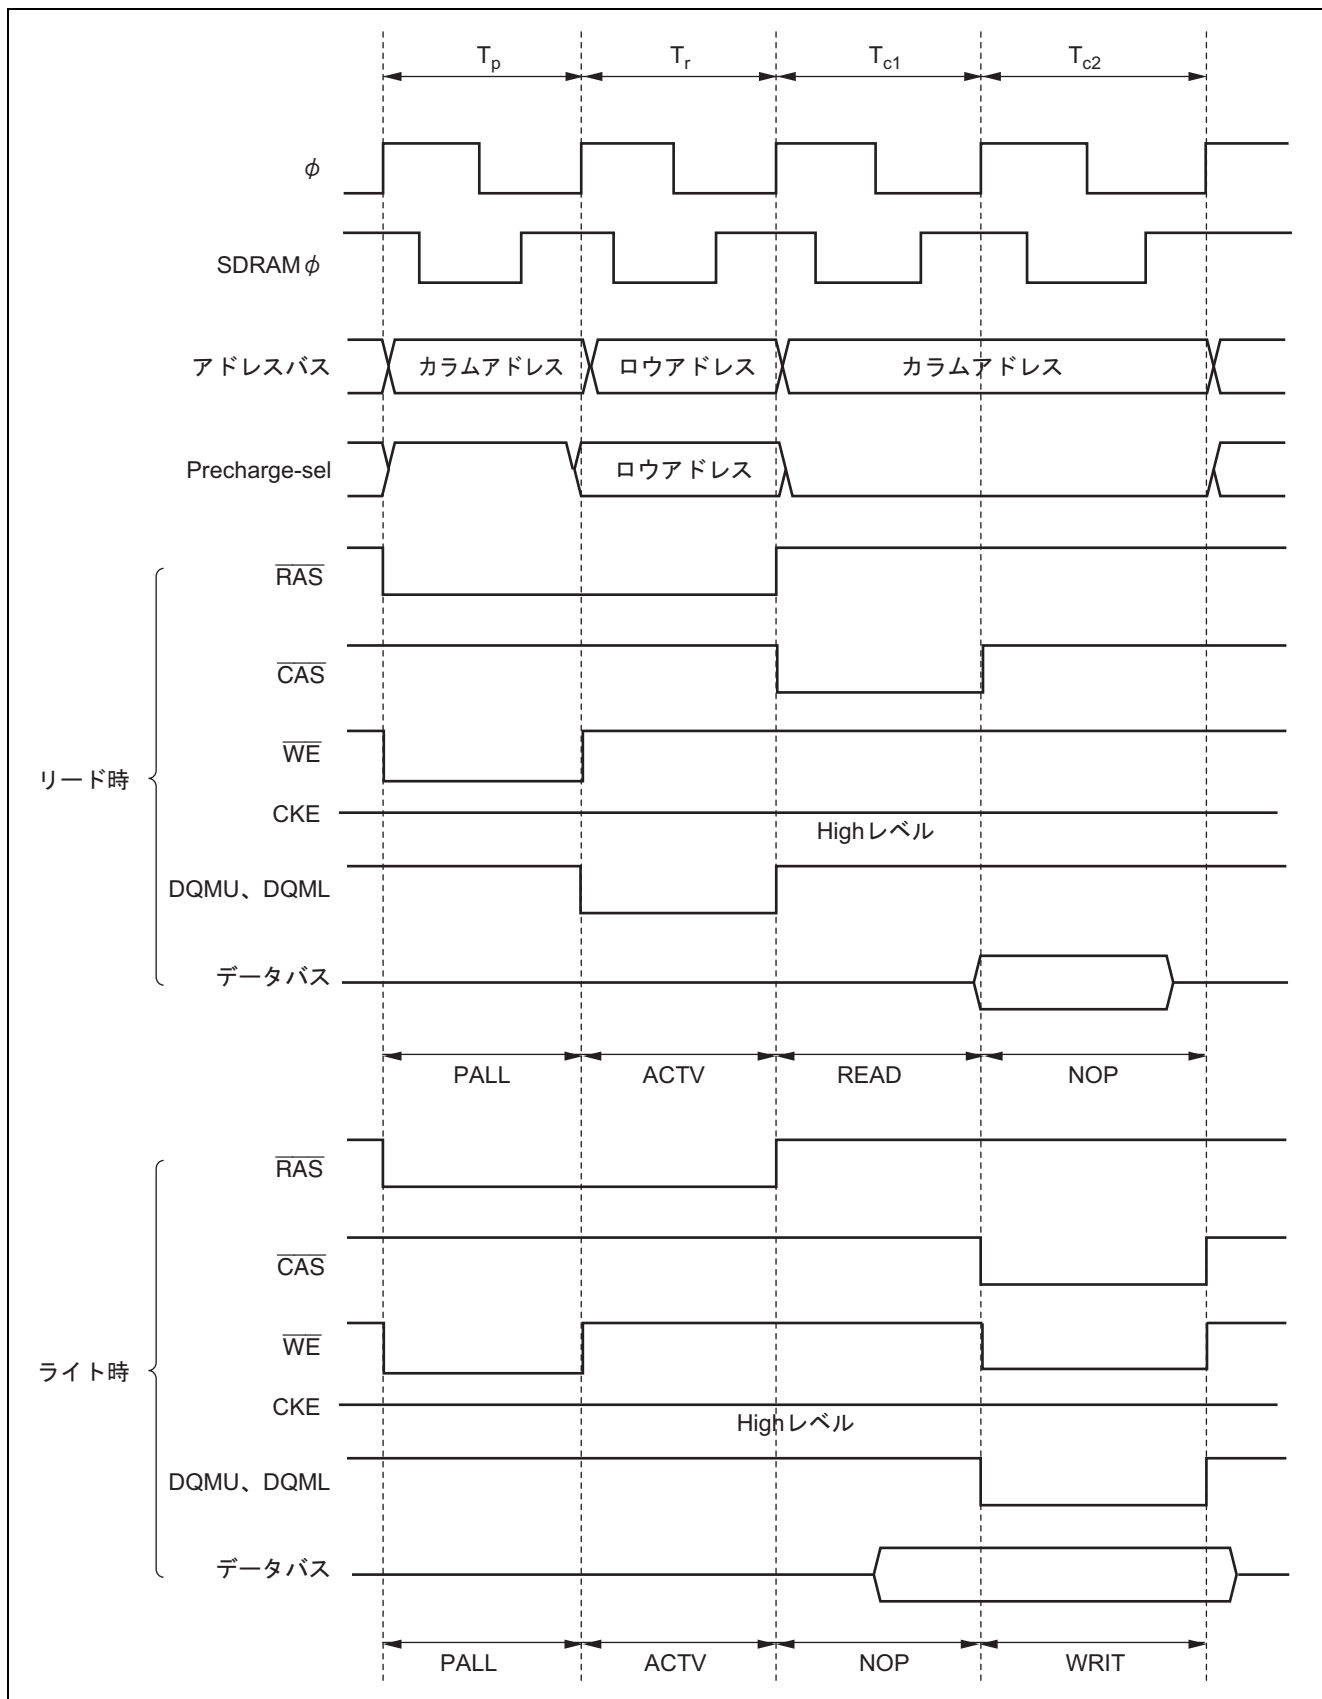 Tp Tr Tc1 Tc2
φ
SDRAMφ
アドレスバス カラムアドレス ロウアドレス カラムアドレス
Precharge-sel ロウアドレス
リード時
RAS
CAS
WE
CKE
Highレベル
DQMU、DQML
データバス
PALL ACTV READ NOP
ライト時
RAS
CAS
WE
CKE
Highレベル
DQMU、DQML
データバス
PALL ACTV NOP WRIT